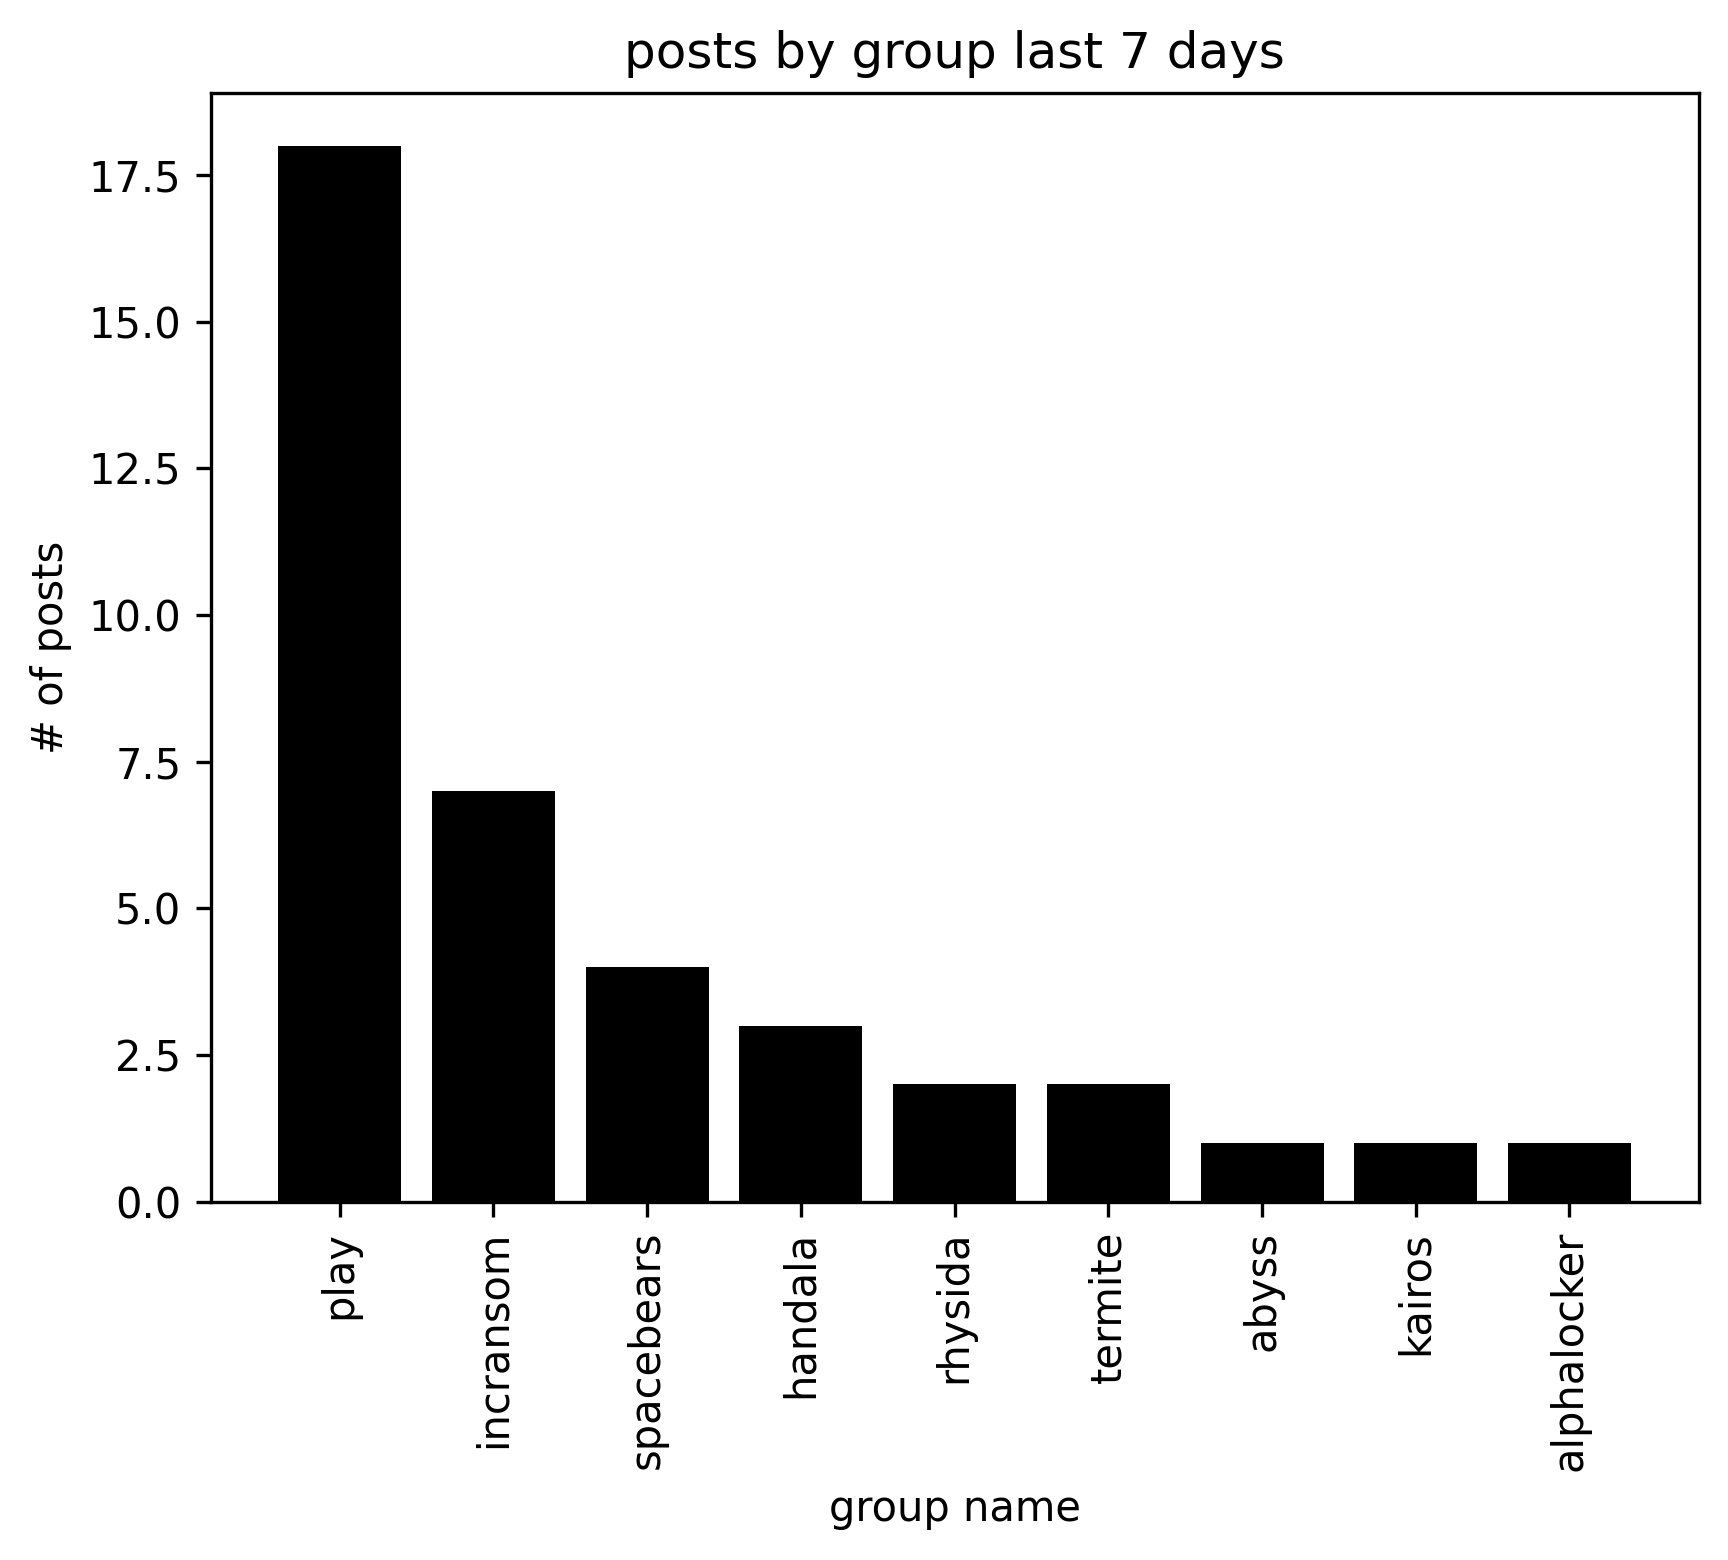 posts by group last 7 days
# of posts
17.5
15.0
12.5
10.0
7.5
5.0
2.5
0.0
play
incransom
spacebears
handala
rhysida
termite
abyss
kairos
alphalocker
group name